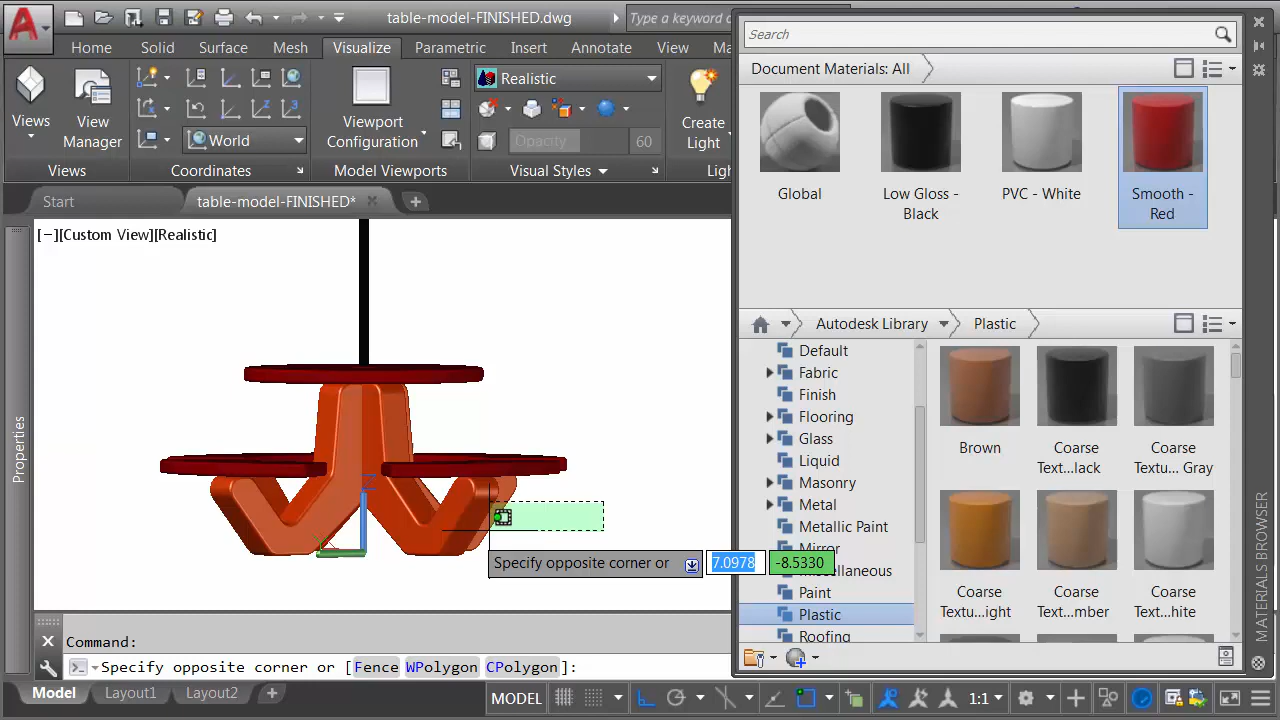 table-model-FINISHED.dwg
Type a keyword o
Home Solid Surface Mesh Visualize Parametric Insert Annotate View Ma
Realistic
Views
View
Manager
World
Viewport
Configuration
Opacity 60
Create
Light
Views
Coordinates
Model Viewports
Visual Styles
Ligh
Start
table-model-FINISHED*
[−][Custom View][Realistic]
Properties
X
Z
Specify opposite corner or
7.0978
-8.5330
Command:
Specify opposite corner or [Fence WPolygon CPolygon]:
Model
Layout1
Layout2
MODEL
1:1
Search
Document Materials: All
Global
Low Gloss -
Black
PVC - White
Smooth -
Red
Autodesk Library
Plastic
Default
Fabric
Finish
Flooring
Glass
Liquid
Masonry
Metal
Metallic Paint
Mirror
Miscellaneous
Paint
Plastic
Roofing
Brown
Coarse
Text...lack
Coarse
Textu... Gray
Coarse
Textu...ight
Coarse
Text...mber
Coarse
Text...hite
MATERIALS BROWSER